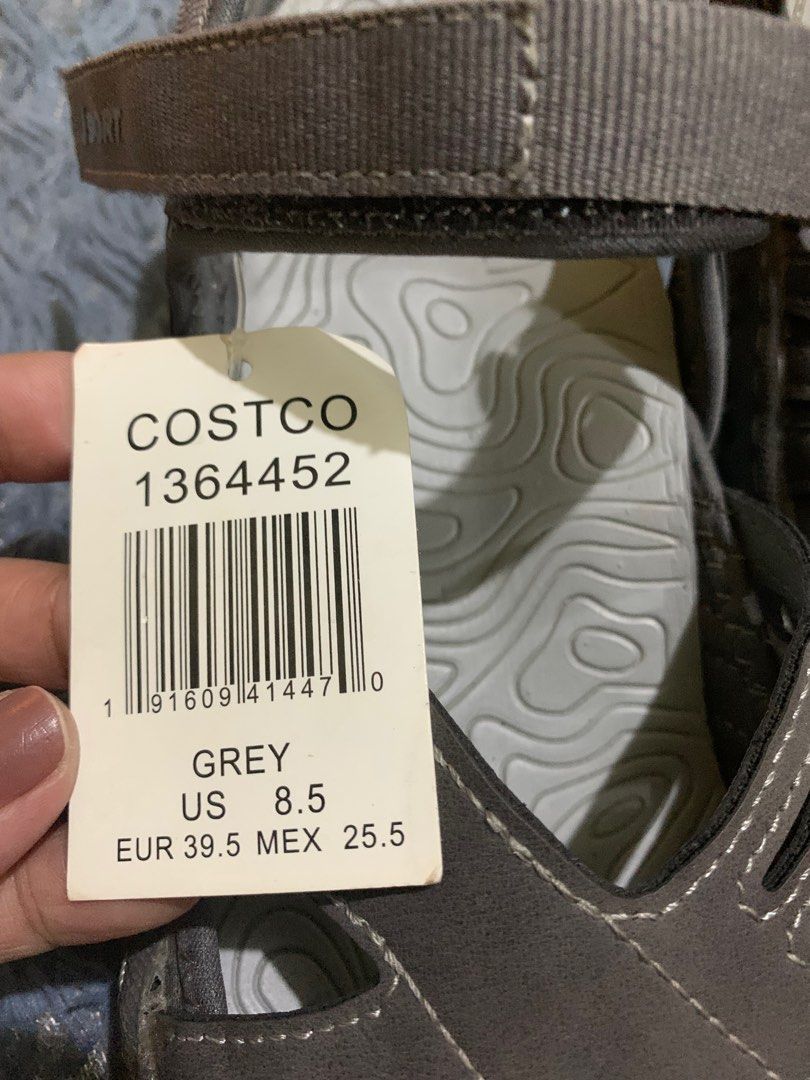 COSTCO
1364452
1 91609 41447 0
GREY
US 8.5
EUR 39.5 MEX 25.5